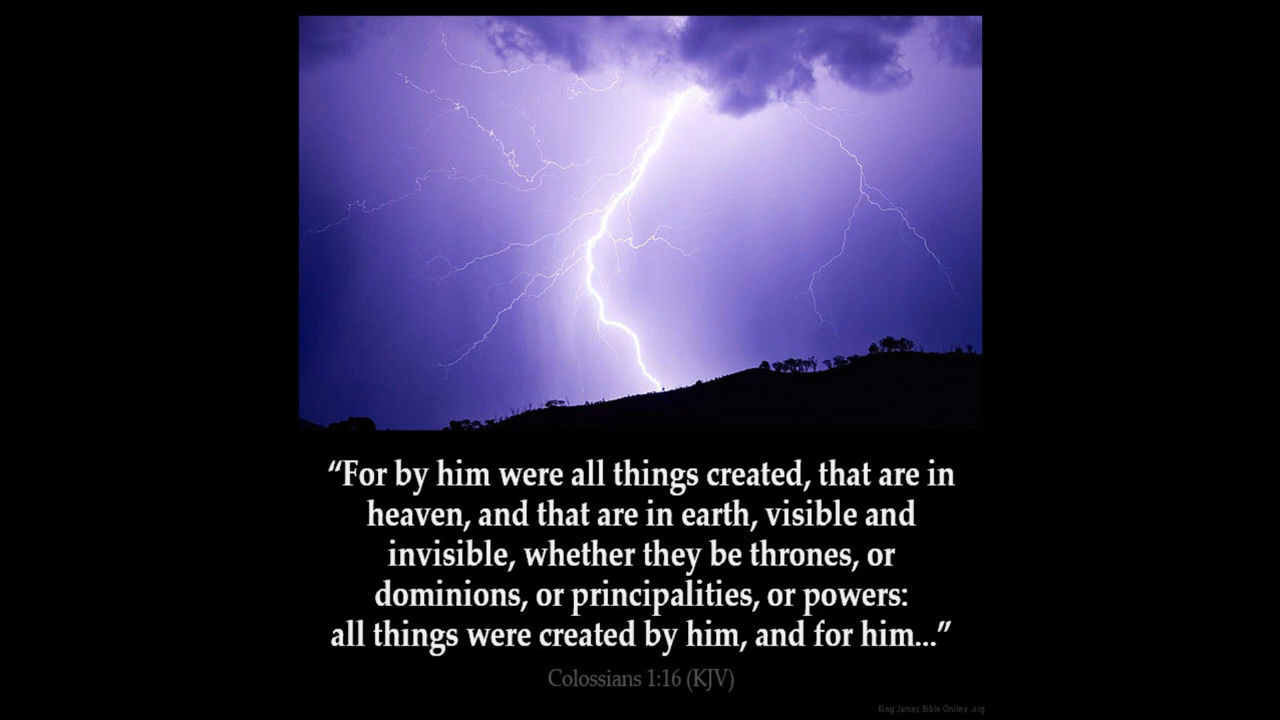 “For by him were all things created, that are in
heaven, and that are in earth, visible and
invisible, whether they be thrones, or
dominions, or principalities, or powers:
all things were created by him, and for him...”
Colossians 1:16 (KJV)
King James Bible Online .org